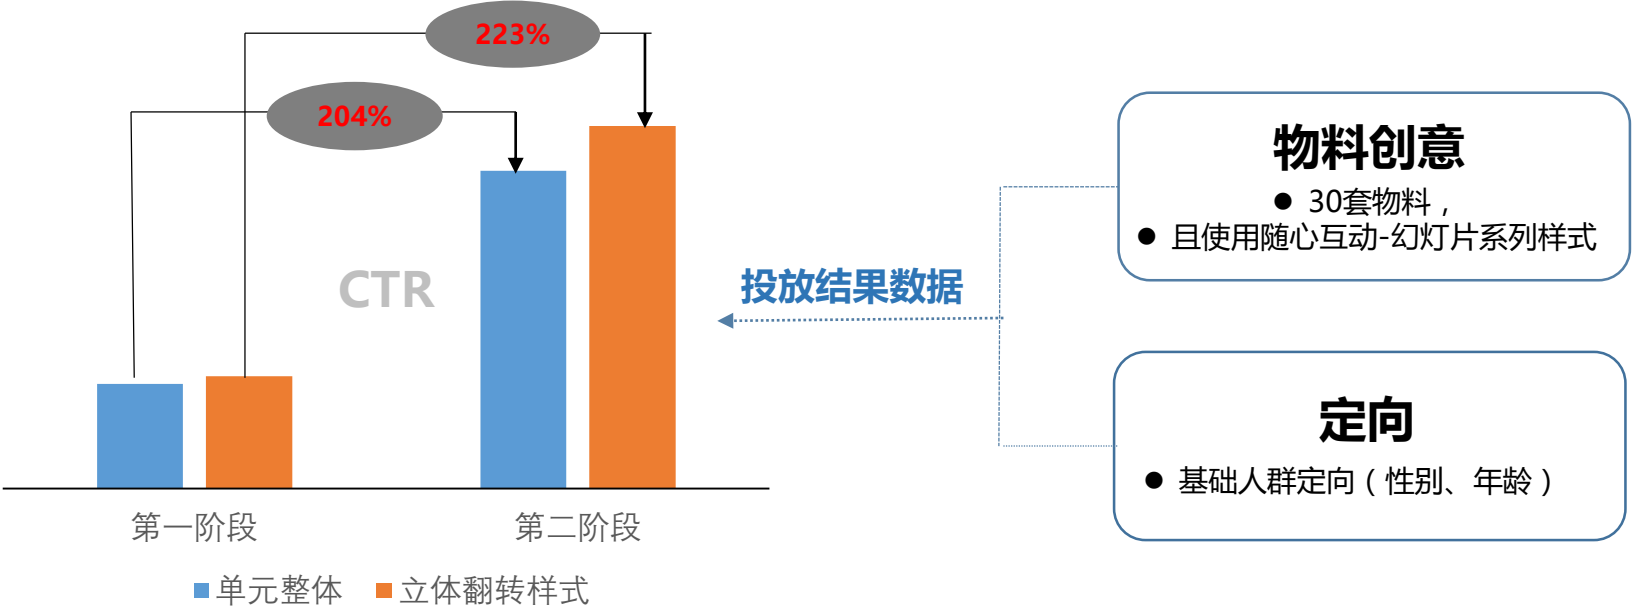 223%
204%
CTR
第一阶段
第二阶段
单元整体
立体翻转样式
投放结果数据
物料创意
● 30套物料，
● 且使用随心互动-幻灯片系列样式
定向
● 基础人群定向（性别、年龄）